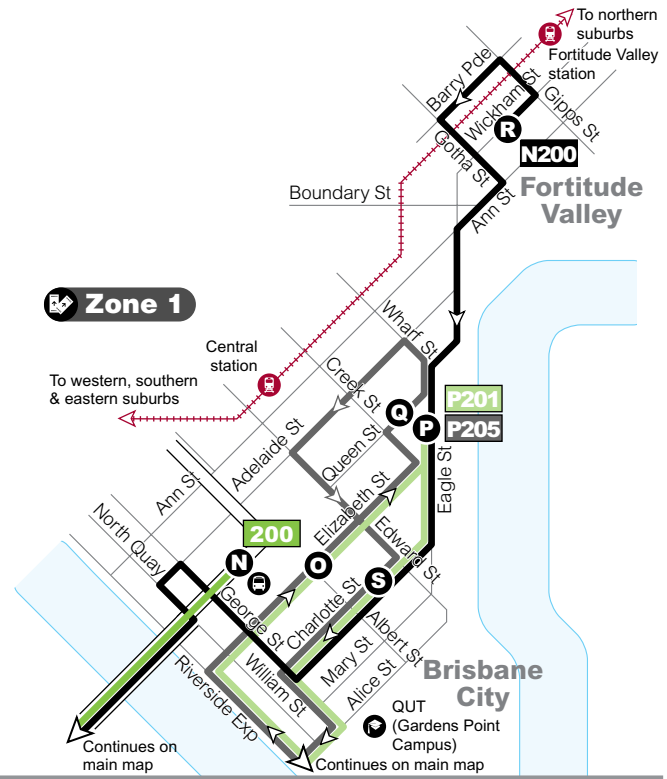 To northern
suburbs
Fortitude Valley
station
Barry Pde
Wickham St
Gipps St
R
N200
Gotha St
Fortitude
Valley
Boundary St
Ann St
Zone 1
Wharf St
Central
station
Creek St
To western, southern
& eastern suburbs
Q
P201
P
P205
Adelaide St
Queen St
Eagle St
Ann St
Elizabeth St
North Quay
200
N
O
Edward St
S
George St
Charlotte St
Albert St
Mary St
Brisbane
City
William St
Alice St
Riverside Exp
QUT
(Gardens Point
Campus)
Continues on
main map
Continues on main map